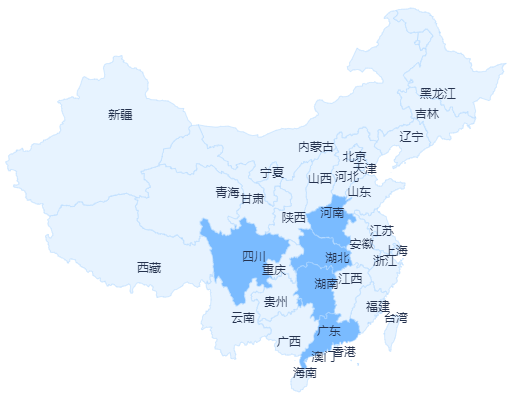 黑龙江
吉林
新疆
辽宁
内蒙古
北京
天津
宁夏
山西
河北
青海
甘肃
山东
陕西
河南
江苏
安徽
上海
四川
湖北
浙江
西藏
重庆
湖南
江西
贵州
福建
云南
台湾
广东
广西
香港
澳门
海南